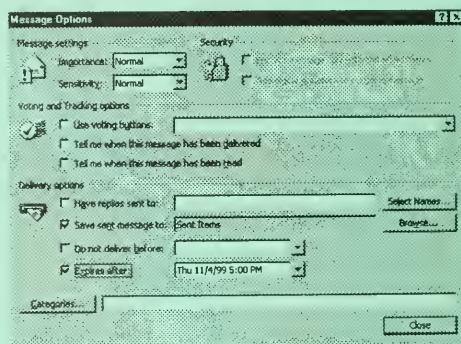 Message Options
Message settings
Importance: Normal
Sensitivity: Normal
Security
Voting and Tracking options
Use voting buttons:
Tell me when this message has been delivered
Tell me when this message has been read
Delivery options
Have replies sent to:
Select Names...
Save sent message to: Sent Items
Browse...
Do not deliver before:
Expires after: Thu 11/4/99 5:00 PM
Categories...
Close